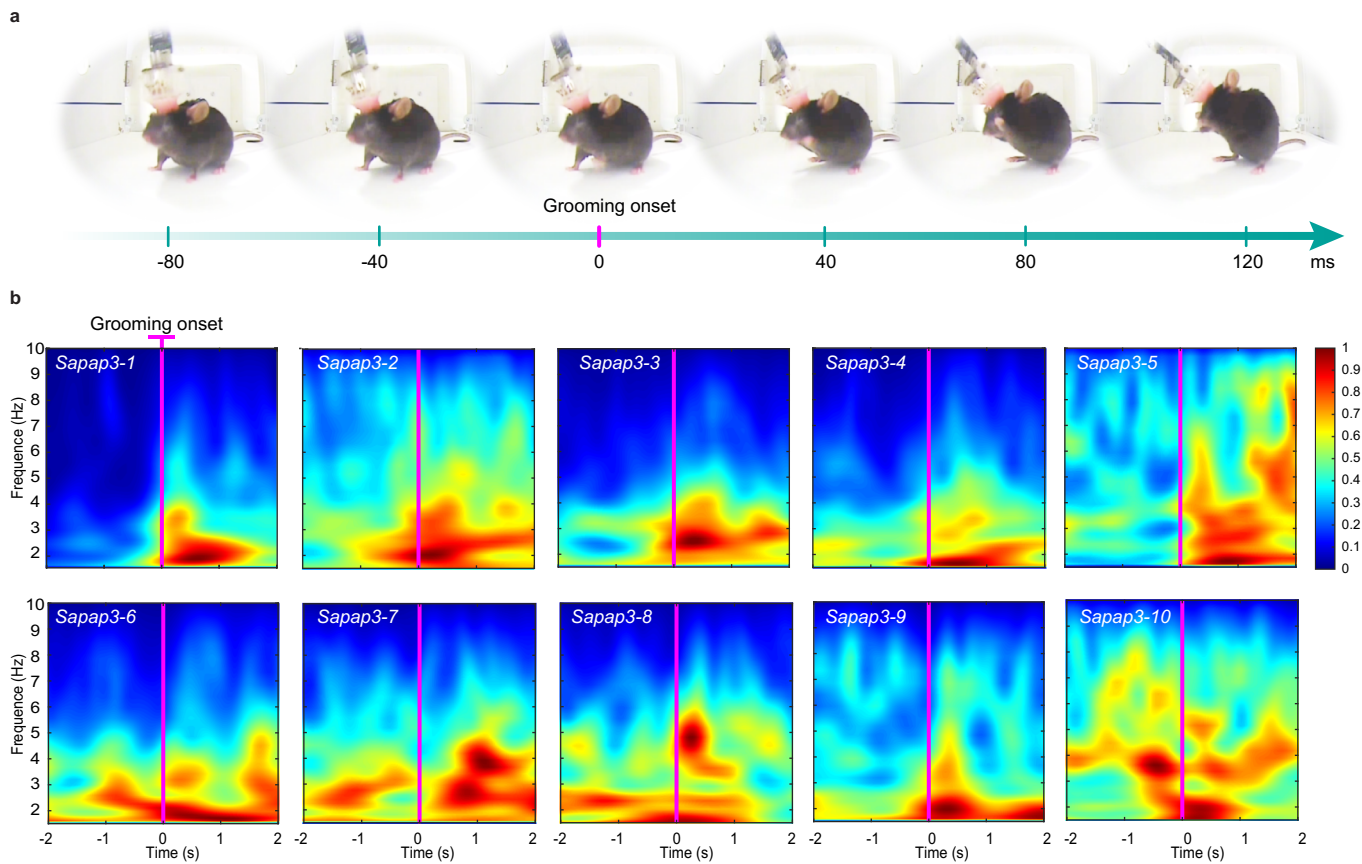 a
Grooming onset
-80 -40 0 40 80 120 ms
b
Grooming onset
Sapap3-1 Sapap3-2 Sapap3-3 Sapap3-4 Sapap3-5
Frequence (Hz)
10
9
8
7
6
5
4
3
2
1
0.9
0.8
0.7
0.6
0.5
0.4
0.3
0.2
0.1
0
Sapap3-6 Sapap3-7 Sapap3-8 Sapap3-9 Sapap3-10
Frequence (Hz)
10
9
8
7
6
5
4
3
2
-2 -1 0 1 2 -2 -1 0 1 2 -2 -1 0 1 2 -2 -1 0 1 2 -2 -1 0 1 2
Time (s) Time (s) Time (s) Time (s) Time (s)